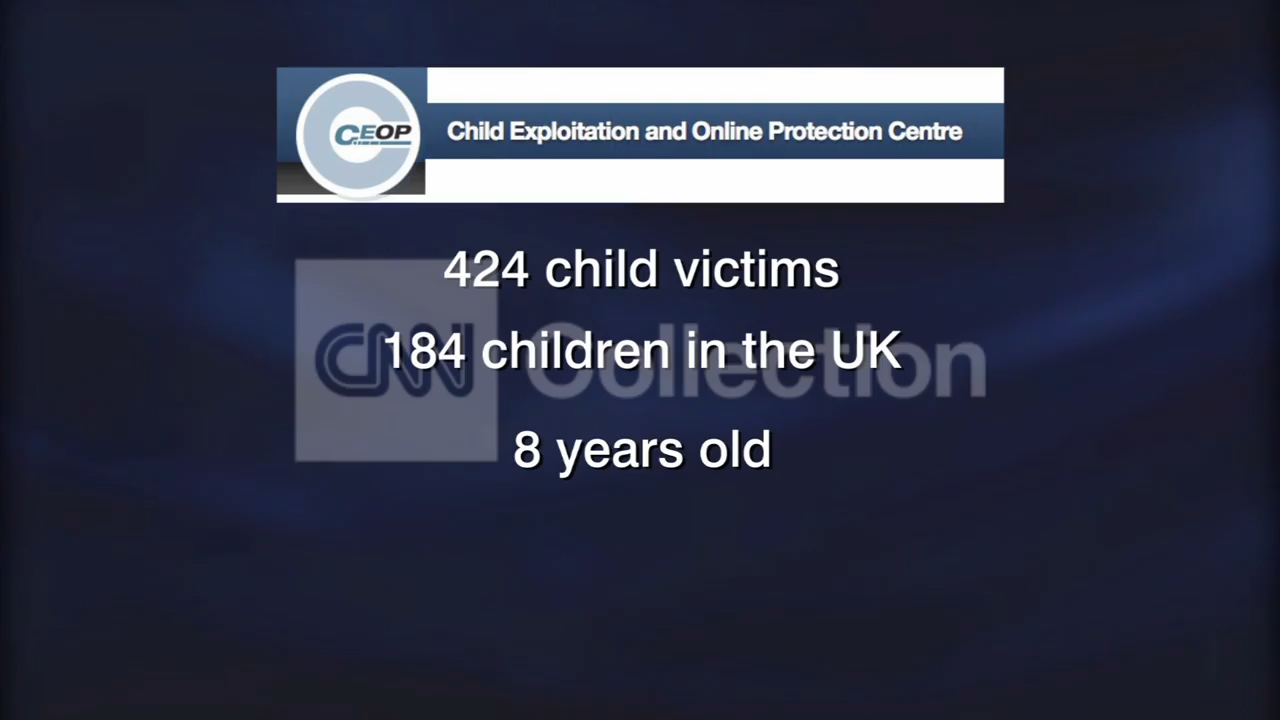 CEOP
Child Exploitation and Online Protection Centre
424 child victims
184 children in the UK
CNN Collection
8 years old